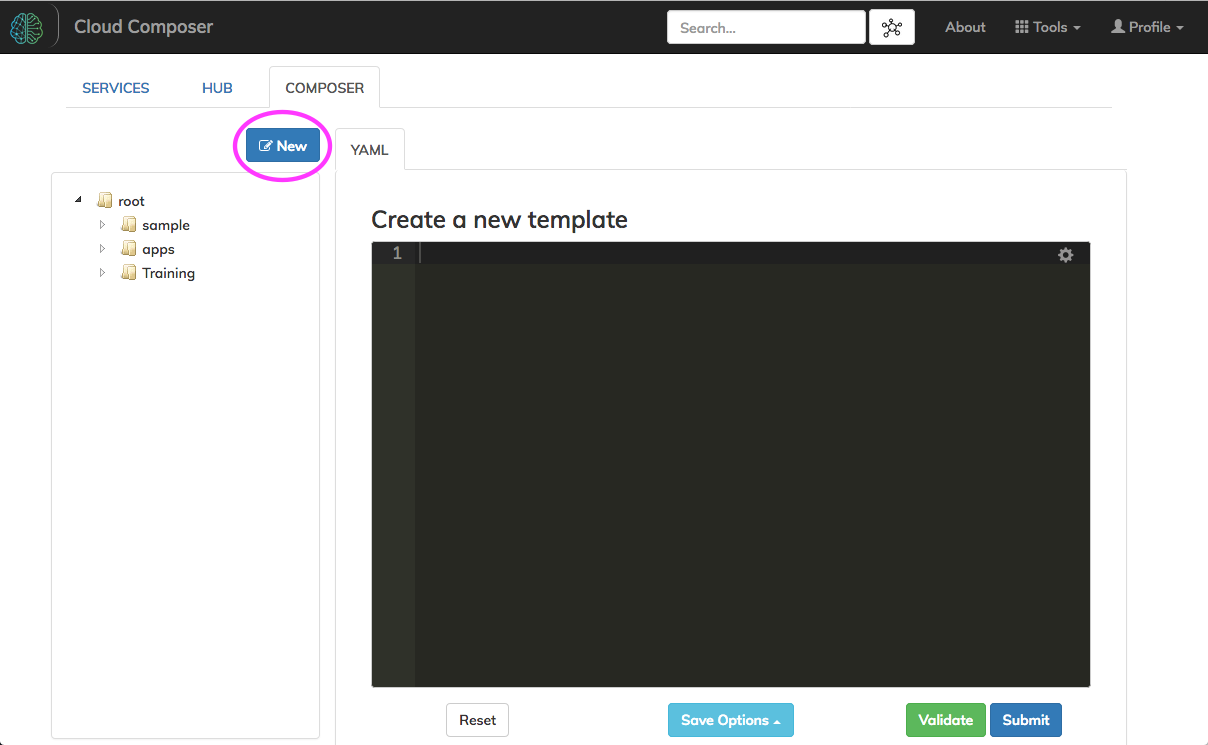 Cloud Composer
Search...
About
Tools
Profile
SERVICES
HUB
COMPOSER
New
YAML
root
sample
apps
Training
Create a new template
1
Reset
Save Options
Validate
Submit